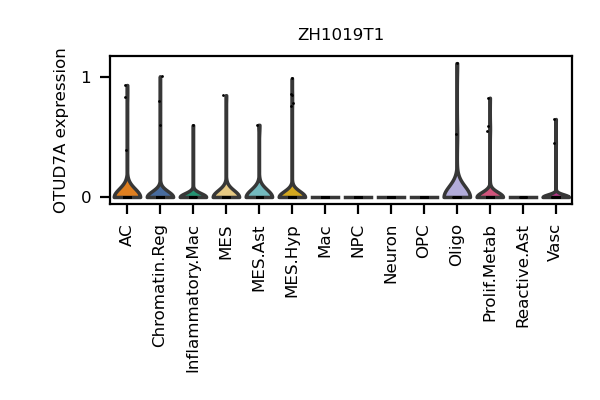 ZH1019T1
OTUD7A expression
1
0
AC
Chromatin.Reg
Inflammatory.Mac
MES
MES.Ast
MES.Hyp
Mac
NPC
Neuron
OPC
Oligo
Prolif.Metab
Reactive.Ast
Vasc